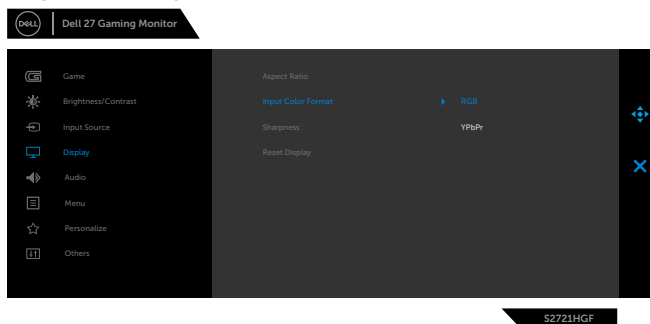 DELL
Dell 27 Gaming Monitor
Game
Aspect Ratio
Brightness/Contrast
Input Color Format
RGB
Input Source
Sharpness
YPbPr
Display
Reset Display
Audio
Menu
Personalize
Others
S2721HGF